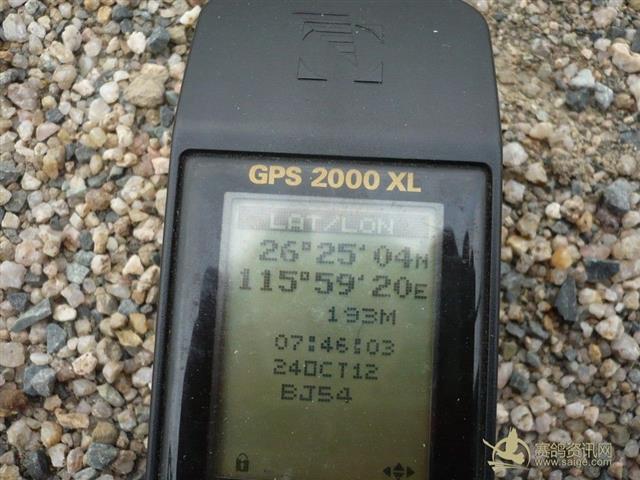 GPS 2000 XL
LAT/LON
26°25'04N
115°59'20E
193M
07:46:03
24OCT12
BJ54
赛鸽资讯网
www.saige.com